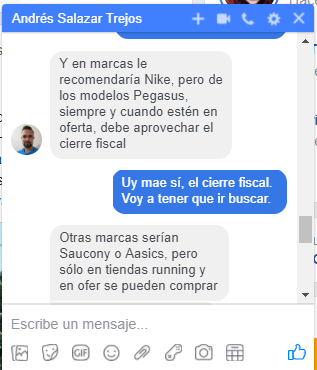 Andrés Salazar Trejos
Y en marcas le
recomendaría Nike, pero de
los modelos Pegasus,
siempre y cuando estén en
oferta, debe aprovechar el
cierre fiscal
Uy mae sí, el cierre fiscal.
Voy a tener que ir buscar.
Otras marcas serían
Saucony o Aasics, pero
sólo en tiendas running y
en ofer se pueden comprar
Escribe un mensaje...
GIF